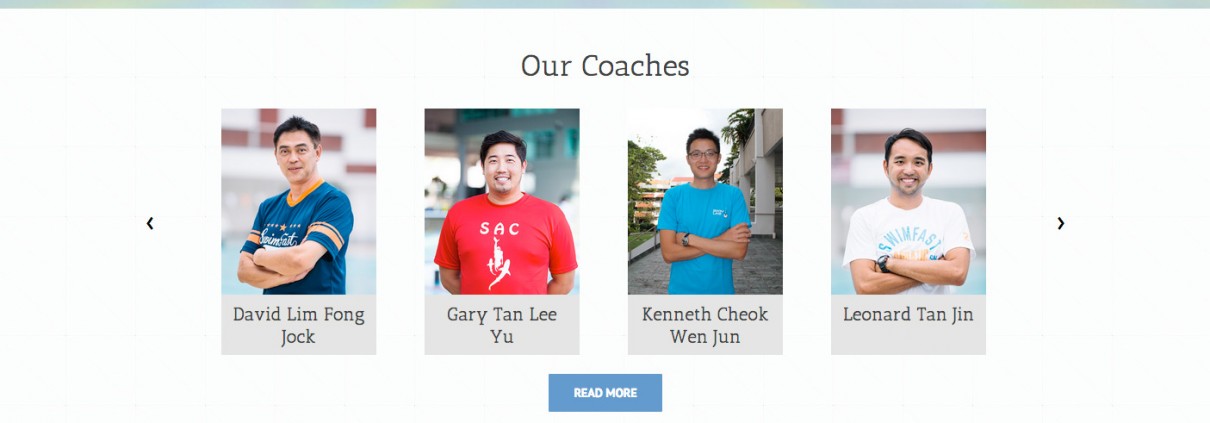 Our Coaches
SwimFast
SAC
SWIMFAST
‹
›
David Lim Fong
Jock
Gary Tan Lee
Yu
Kenneth Cheok
Wen Jun
Leonard Tan Jin
READ MORE